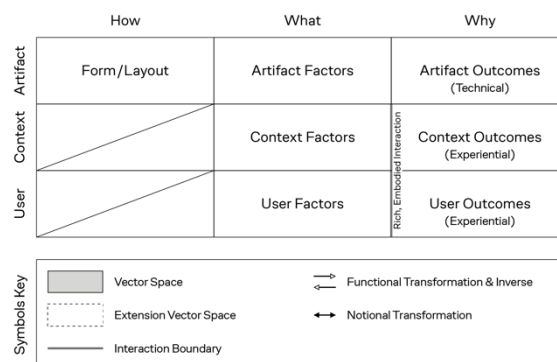 How What Why
Artifact
Form/Layout Artifact Factors Artifact Outcomes
(Technical)
Context
Context Factors Context Outcomes
(Experiential)
Rich, Embodied Interaction
User
User Factors User Outcomes
(Experiential)
Symbols Key
Vector Space Functional Transformation & Inverse
Extension Vector Space Notional Transformation
Interaction Boundary